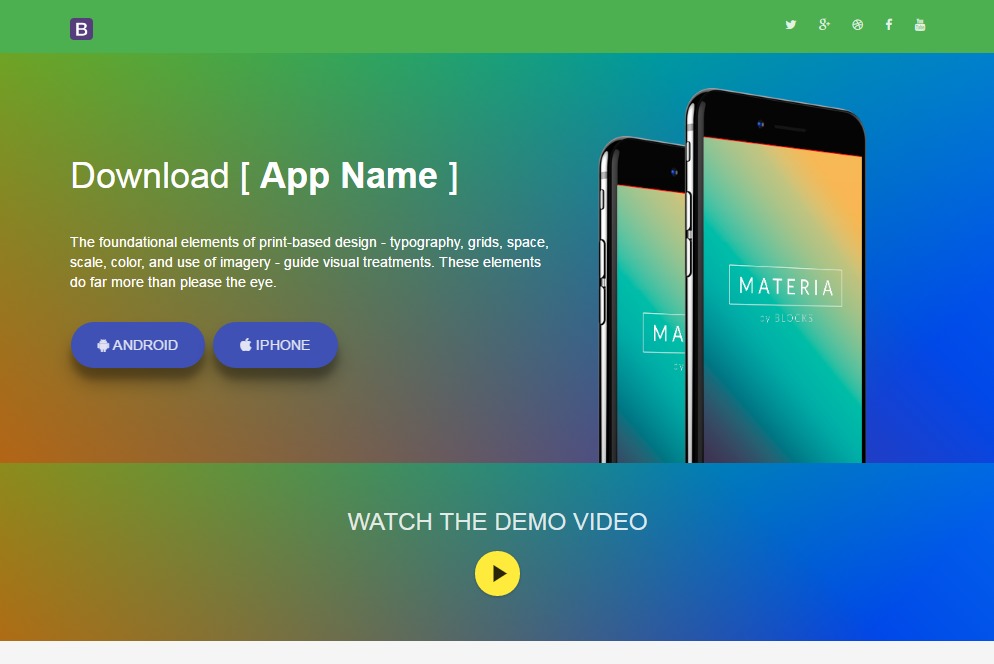 B
Download [ App Name ]
The foundational elements of print-based design - typography, grids, space,
scale, color, and use of imagery - guide visual treatments. These elements
do far more than please the eye.
ANDROID
IPHONE
MATERIA
by BLOCKS
MA
by
WATCH THE DEMO VIDEO